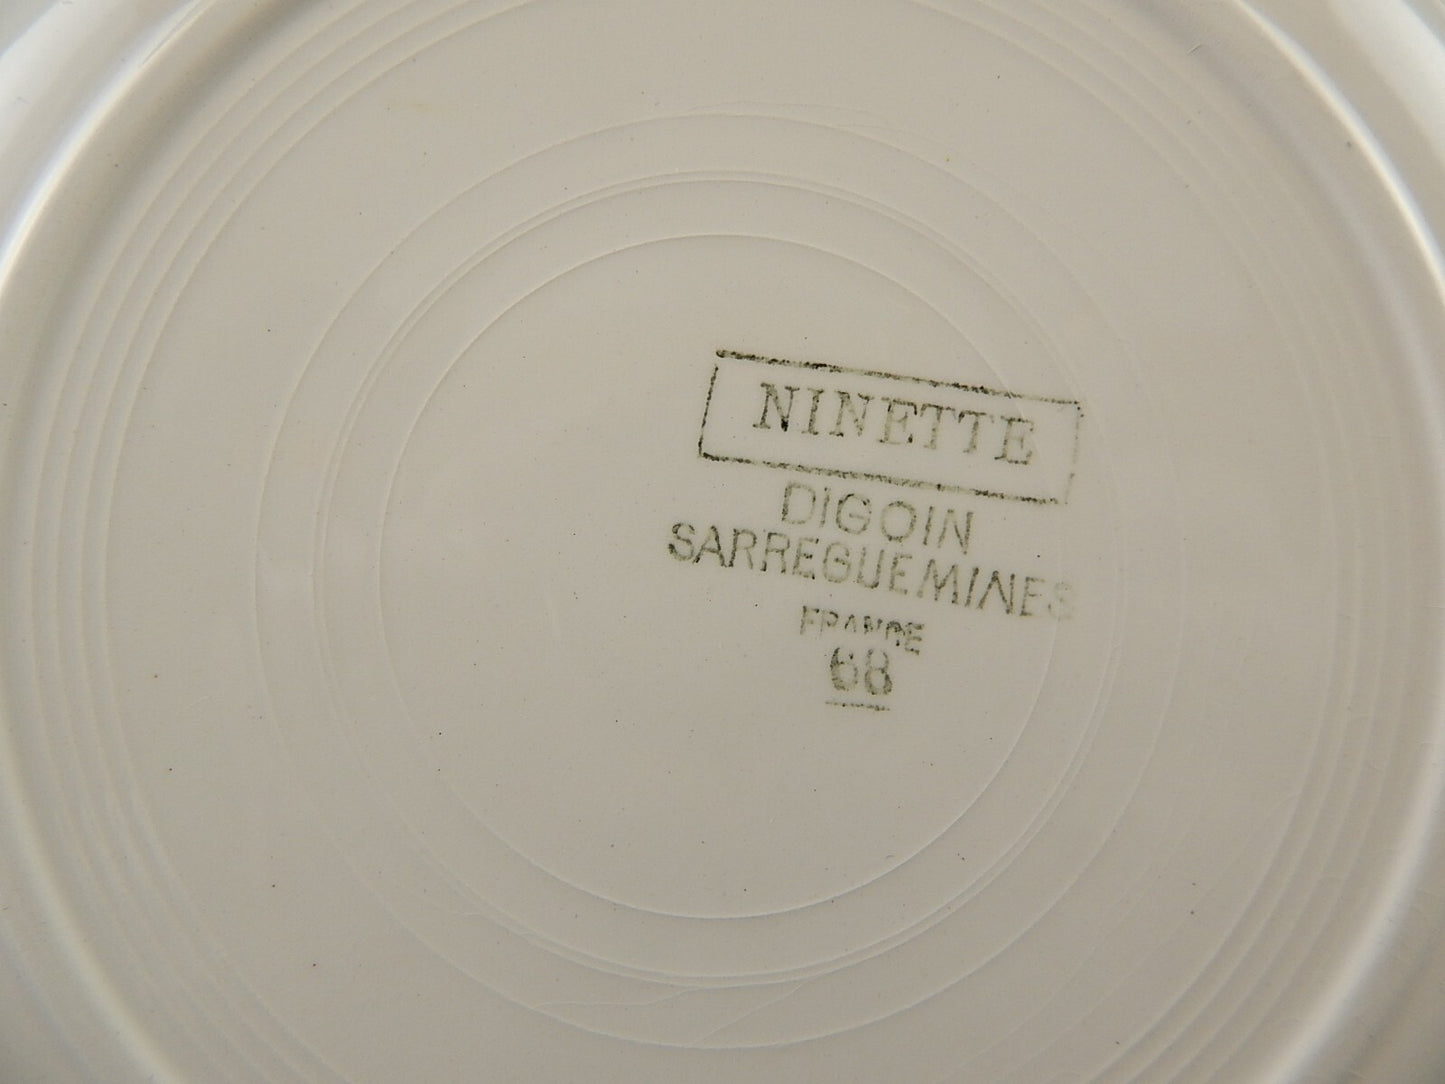 NINETTE
DIGOIN
SARREGUEMINES
FRANCE
68